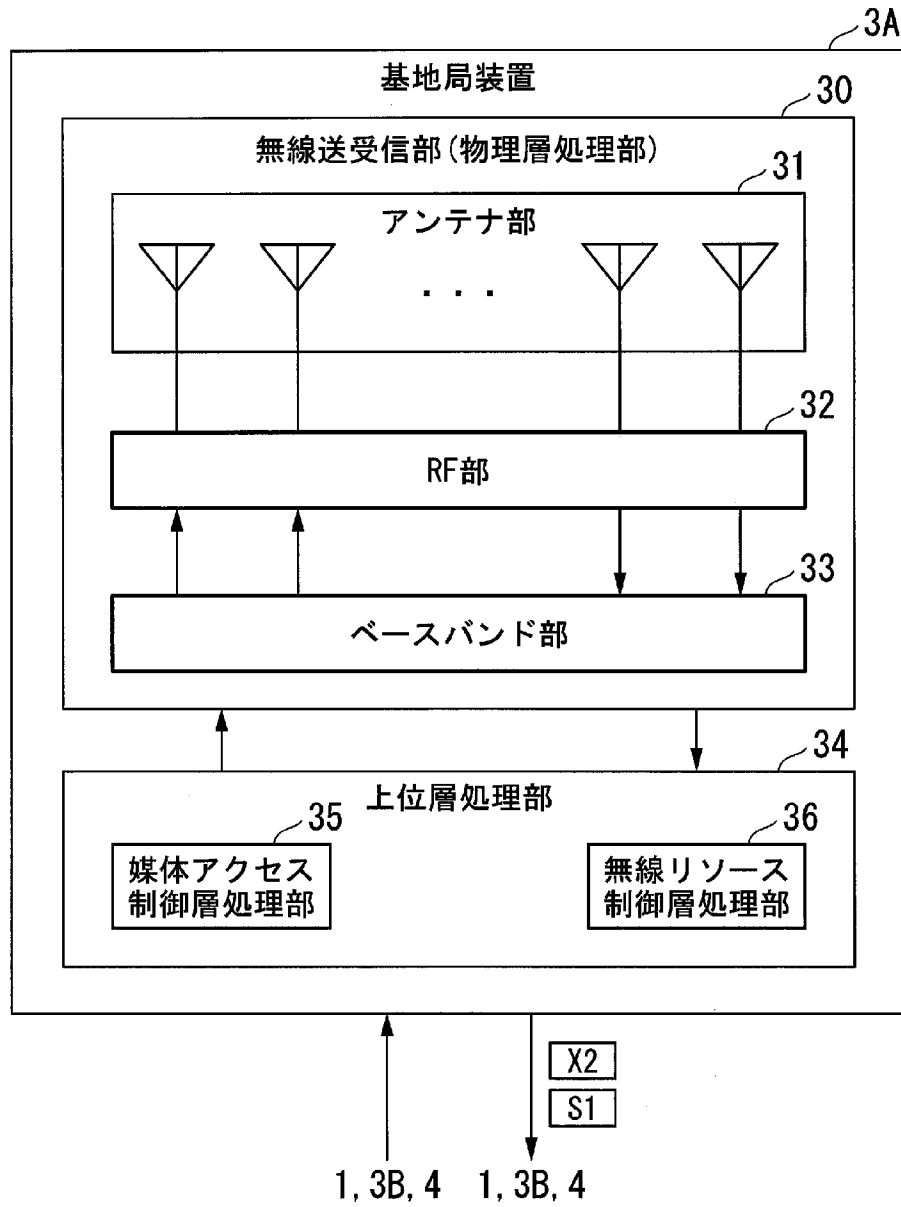 3A
基地局装置
30
無線送受信部(物理層処理部)
31
アンテナ部
...
32
RF部
33
ベースバンド部
34
上位層処理部
35
媒体アクセス
制御層処理部
36
無線リソース
制御層処理部
X2
S1
1, 3B, 4 1, 3B, 4